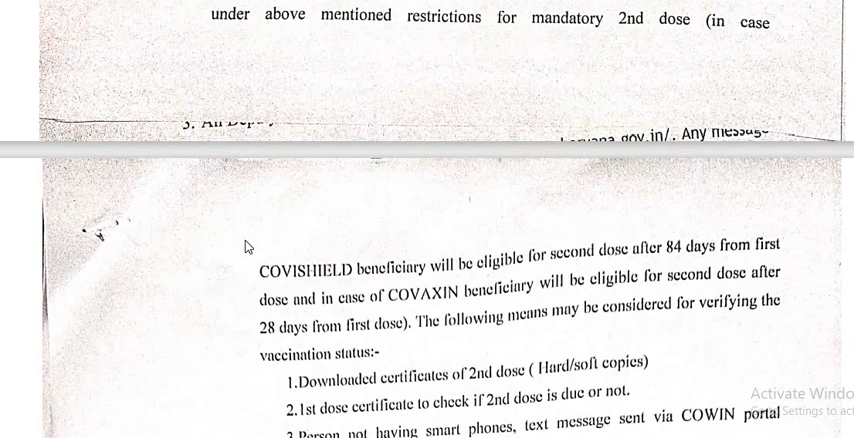 under above mentioned restrictions for mandatory 2nd dose (in case
gov.in/. Any
COVISHIELD beneficiary will be eligible for second dose after 84 days from first
dose and in case of COVAXIN beneficiary will be eligible for second dose after
28 days from first dose). The following means may be considered for verifying the
vaccination status:-
1.Downloaded certificates of 2nd dose ( Hard/soft copies)
2.1st dose certificate to check if 2nd dose is due or not.
3.Person not having smart phones, text message sent via COWIN portal
Activate Windo
Settings to act